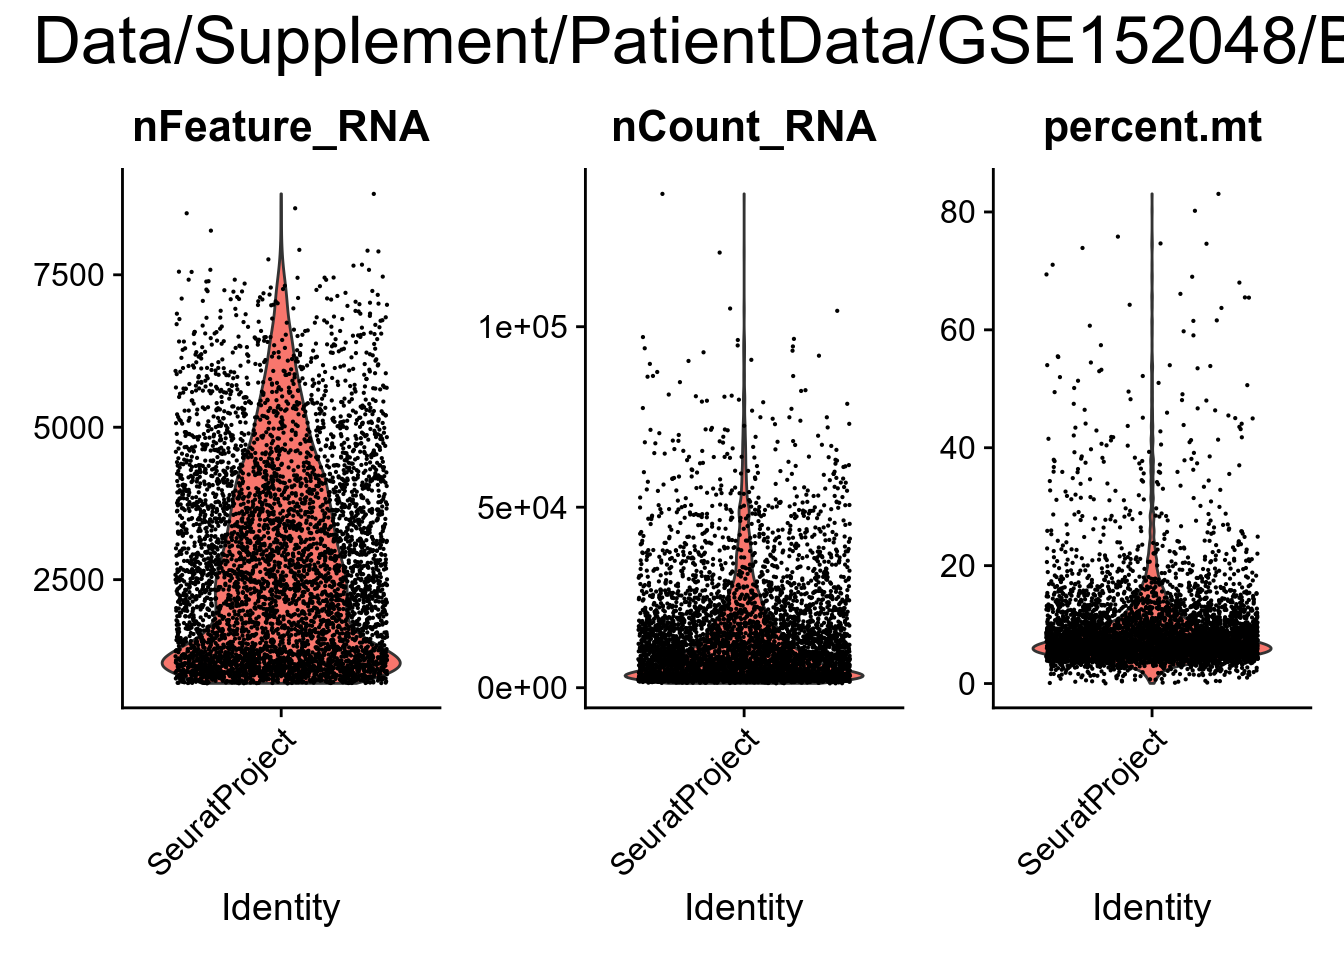 Data/Supplement/PatientData/GSE152048/B
nFeature_RNA
nCount_RNA
percent.mt
7500
5000
2500
1e+05
5e+04
0e+00
80
60
40
20
0
SeuratProject
SeuratProject
SeuratProject
Identity
Identity
Identity